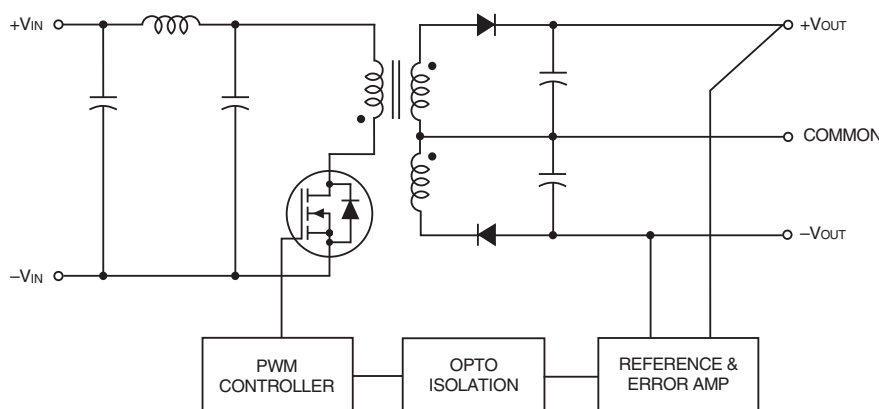 +VIN
+VOUT
COMMON
–VOUT
–VIN
PWM
CONTROLLER
OPTO
ISOLATION
REFERENCE &
ERROR AMP